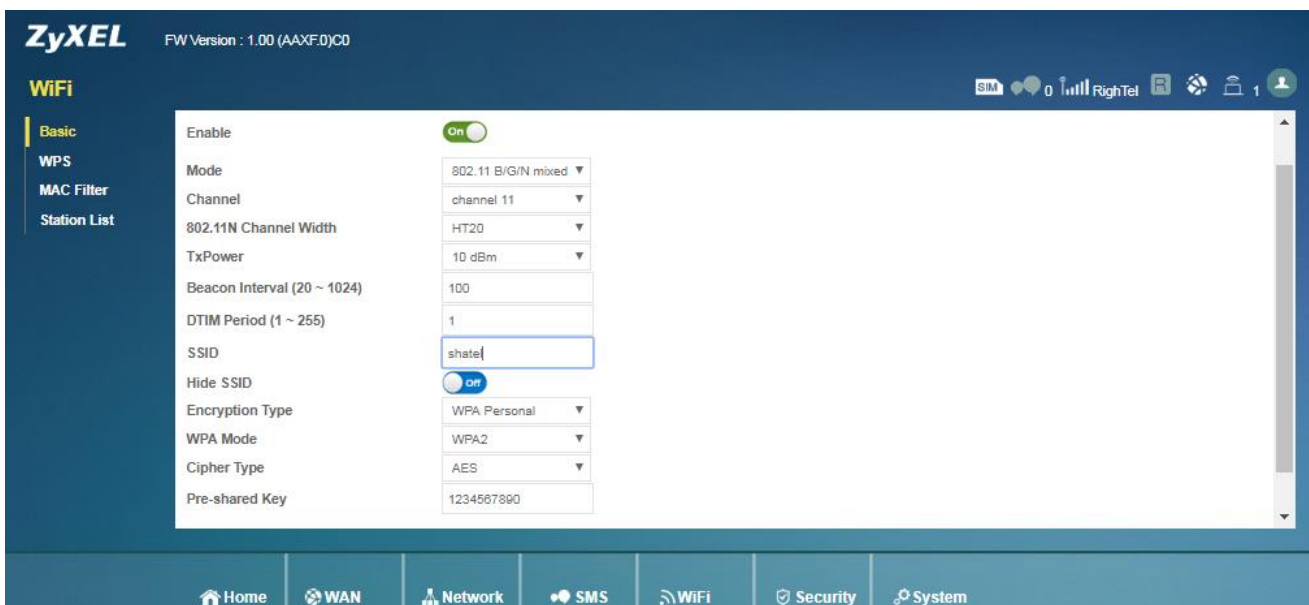 ZyXEL FW Version : 1.00 (AAXF.0)C0
WiFi SIM 0 RighTel R 1
Basic
WPS
MAC Filter
Station List
Enable On
Mode 802.11 B/G/N mixed
Channel channel 11
802.11N Channel Width HT20
TxPower 10 dBm
Beacon Interval (20 ~ 1024) 100
DTIM Period (1 ~ 255) 1
SSID shatel
Hide SSID Off
Encryption Type WPA Personal
WPA Mode WPA2
Cipher Type AES
Pre-shared Key 1234567890
Home WAN Network SMS WiFi Security System